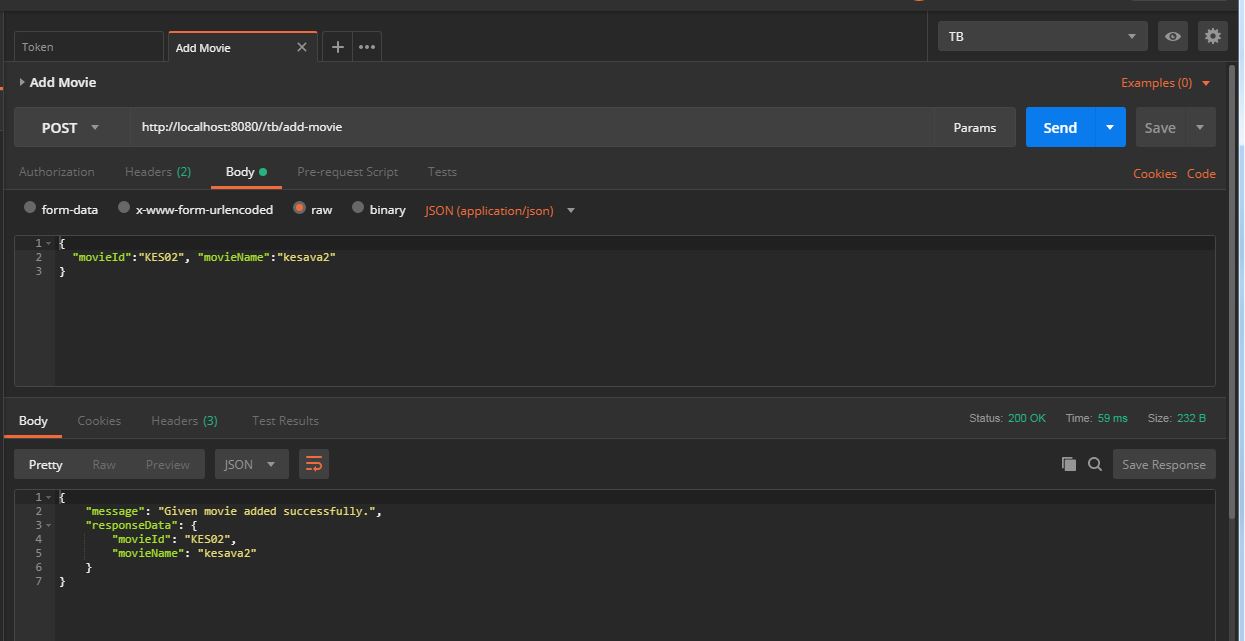 Token
Add Movie
TB
Add Movie
Examples (0)
POST
http://localhost:8080//tb/add-movie
Params
Send
Save
Authorization
Headers (2)
Body
Pre-request Script
Tests
Cookies
Code
form-data
x-www-form-urlencoded
raw
binary
JSON (application/json)
1 {
2 "movieId":"KES02", "movieName":"kesava2"
3 }
Body
Cookies
Headers (3)
Test Results
Status: 200 OK
Time: 59 ms
Size: 232 B
Pretty
Raw
Preview
JSON
Save Response
1 {
2 "message": "Given movie added successfully.",
3 "responseData": {
4 "movieId": "KES02",
5 "movieName": "kesava2"
6 }
7 }